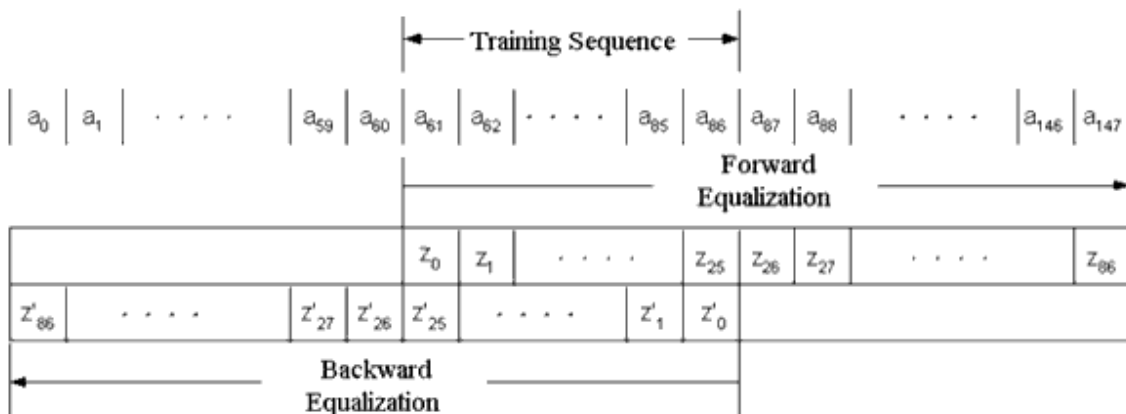 Training Sequence
a0 a1 . . . . a59 a60 a61 a62 . . . . a85 a86 a87 a88 . . . . a146 a147
Forward
Equalization
z0 z1 . . . . z25 z26 z27 . . . . z86
z'86 . . . . z'27 z'26 z'25 . . . . z'1 z'0
Backward
Equalization